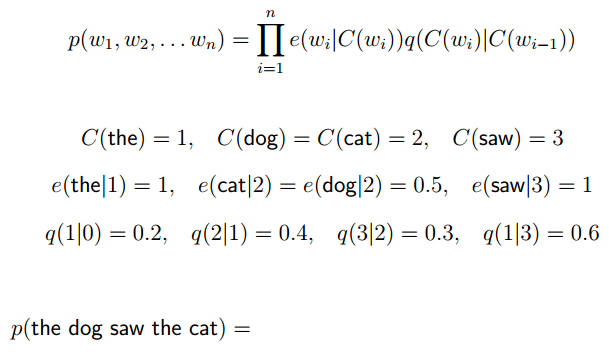 p(w₁, w₂, . . . wₙ) = ∏ᵢ₌₁ⁿ e(wᵢ|C(wᵢ))q(C(wᵢ)|C(wᵢ₋₁))
C(the) = 1, C(dog) = C(cat) = 2, C(saw) = 3
e(the|1) = 1, e(cat|2) = e(dog|2) = 0.5, e(saw|3) = 1
q(1|0) = 0.2, q(2|1) = 0.4, q(3|2) = 0.3, q(1|3) = 0.6
p(the dog saw the cat) =